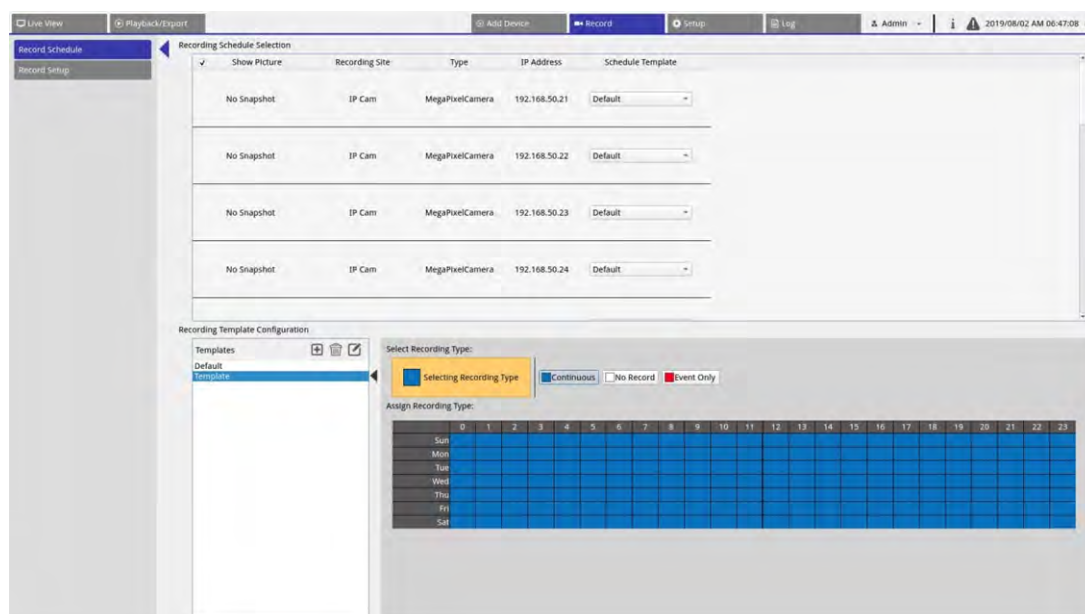 Live View Playback/Export Add Device Record Setup Log Admin i 2019/08/02 AM 06:47:08
Record Schedule
Record Setup
Recording Schedule Selection
Show Picture Recording Site Type IP Address Schedule Template
No Snapshot IP Cam MegaPixelCamera 192.168.50.21 Default
No Snapshot IP Cam MegaPixelCamera 192.168.50.22 Default
No Snapshot IP Cam MegaPixelCamera 192.168.50.23 Default
No Snapshot IP Cam MegaPixelCamera 192.168.50.24 Default
Recording Template Configuration
Templates
Default
Template
Select Recording Type:
Selecting Recording Type Continuous No Record Event Only
Assign Recording Type:
0 1 2 3 4 5 6 7 8 9 10 11 12 13 14 15 16 17 18 19 20 21 22 23
Sun
Mon
Tue
Wed
Thu
Fri
Sat